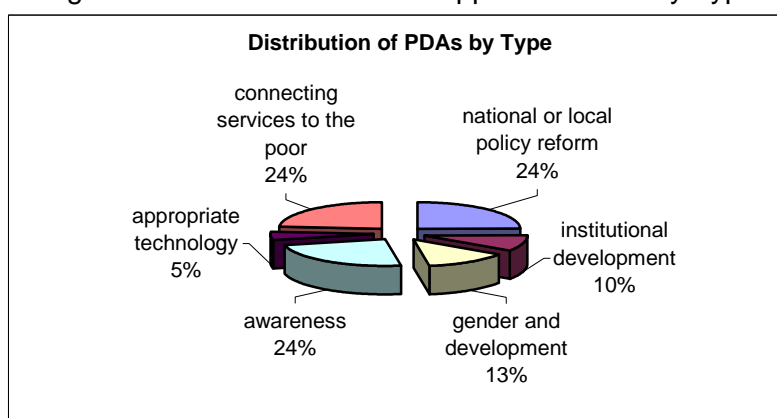 Distribution of PDAs by Type
connecting
services to the
poor
24%
national or local
policy reform
24%
appropriate
technology
5%
institutional
development
10%
awareness
24%
gender and
development
13%